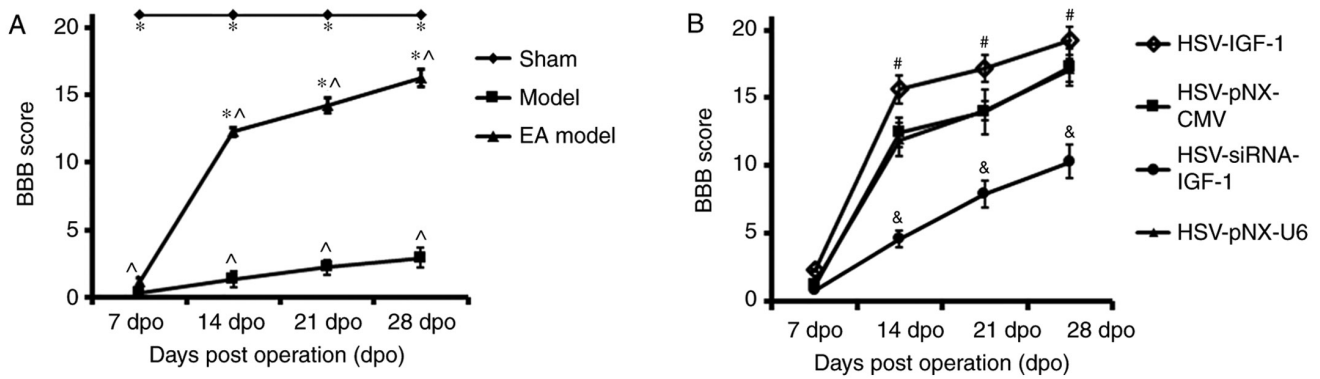 A
20
15
10
5
0
BBB score
* * * *
*^ *^ *^
^ ^ ^ ^
7 dpo 14 dpo 21 dpo 28 dpo
Days post operation (dpo)
Sham
Model
EA model
B
20
15
10
5
0
BBB score
# # #
& & &
7 dpo 14 dpo 21 dpo 28 dpo
Days post operation (dpo)
HSV-IGF-1
HSV-pNX-
CMV
HSV-siRNA-
IGF-1
HSV-pNX-U6